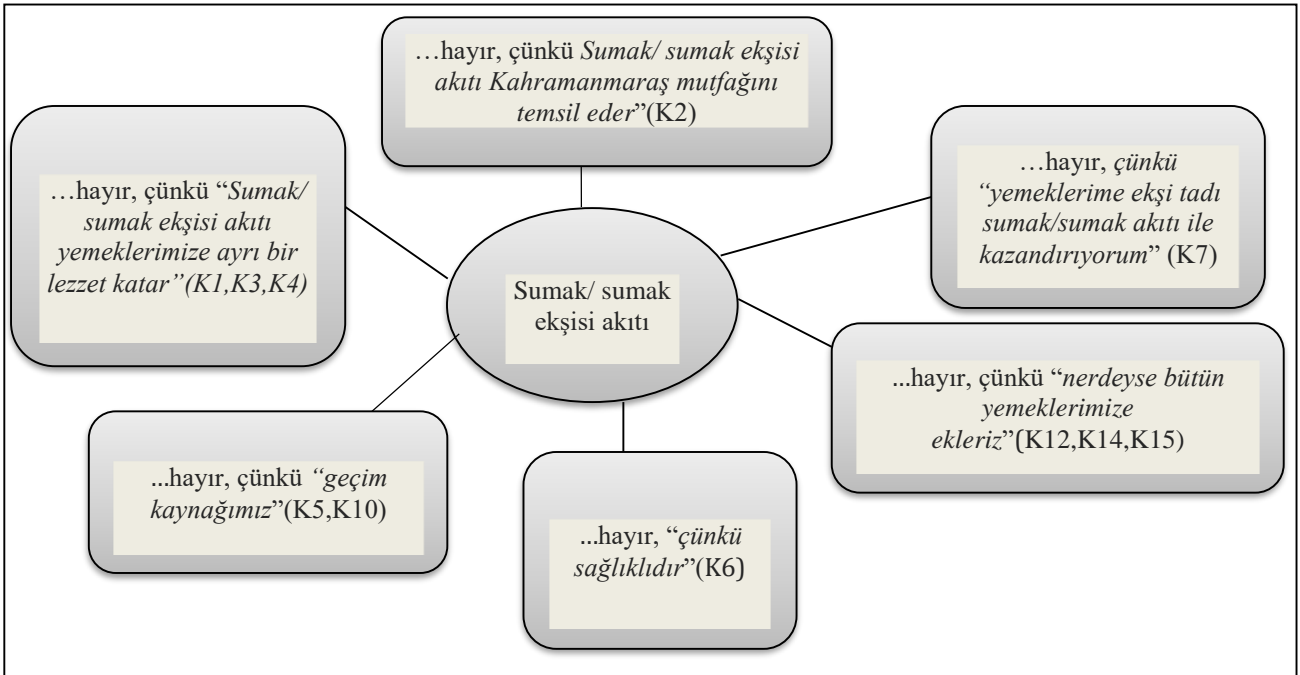 …hayır, çünkü Sumak/ sumak ekşisi
akıtı Kahramanmaraş mutfağını
temsil eder”(K2)
…hayır, çünkü “Sumak/
sumak ekşisi akıtı
yemeklerimize ayrı bir
lezzet katar”(K1,K3,K4)
…hayır, çünkü
“yemeklerime ekşi tadı
sumak/sumak akıtı ile
kazandırıyorum” (K7)
Sumak/ sumak
ekşisi akıtı
...hayır, çünkü “nerdeyse bütün
yemeklerimize
ekleriz”(K12,K14,K15)
...hayır, çünkü “geçim
kaynağımız”(K5,K10)
...hayır, “çünkü
sağlıklıdır”(K6)